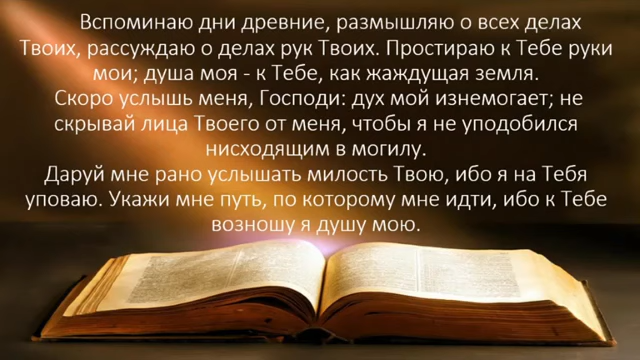 Вспоминаю дни древние, размышляю о всех делах
Твоих, рассуждаю о делах рук Твоих. Простираю к Тебе руки
мои; душа моя - к Тебе, как жаждущая земля.
Скоро услышь меня, Господи: дух мой изнемогает; не
скрывай лица Твоего от меня, чтобы я не уподобился
нисходящим в могилу.
Даруй мне рано услышать милость Твою, ибо я на Тебя
уповаю. Укажи мне путь, по которому мне идти, ибо к Тебе
возношу я душу мою.